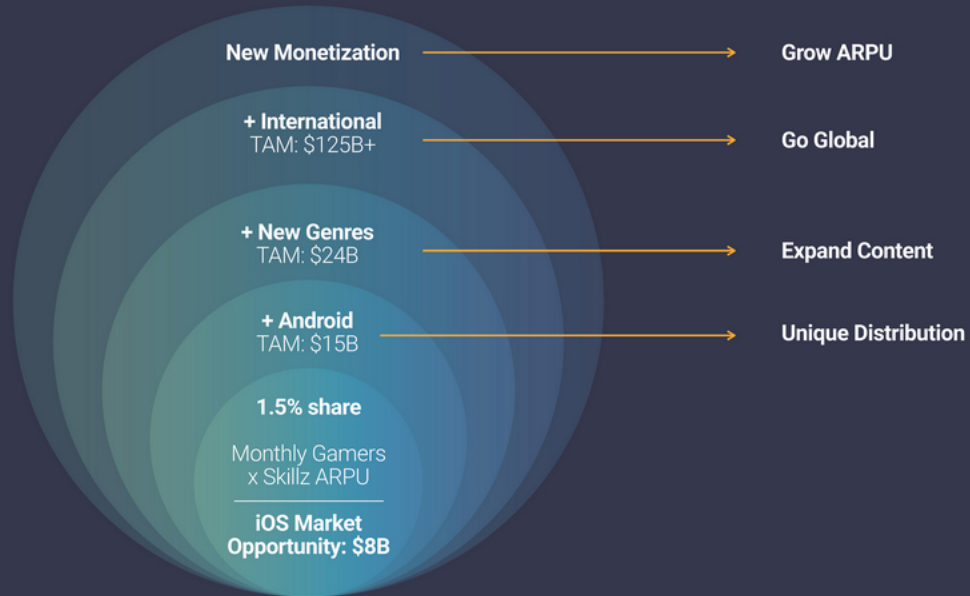 New Monetization
Grow ARPU
+ International
TAM: $125B+
Go Global
+ New Genres
TAM: $24B
Expand Content
+ Android
TAM: $15B
Unique Distribution
1.5% share
Monthly Gamers
x Skillz ARPU
iOS Market
Opportunity: $8B